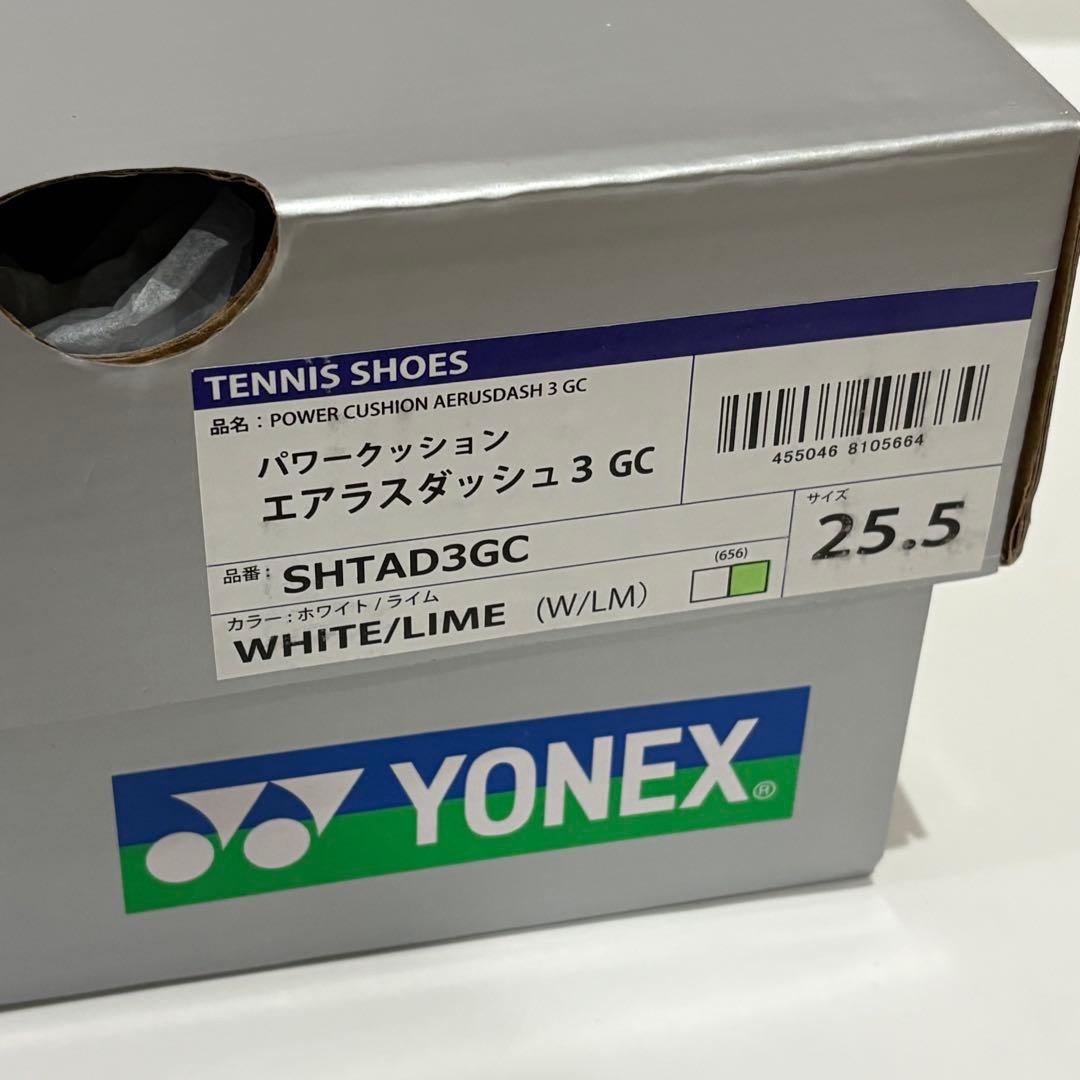 TENNIS SHOES
品名:POWER CUSHION AERUSDASH 3 GC
パワークッション
エアラスダッシュ 3 GC
455046 8105664
品番: SHTAD3GC
カラー:ホワイト/ライム
WHITE/LIME (W/LM)
(656)
サイズ
25.5
YONEX®